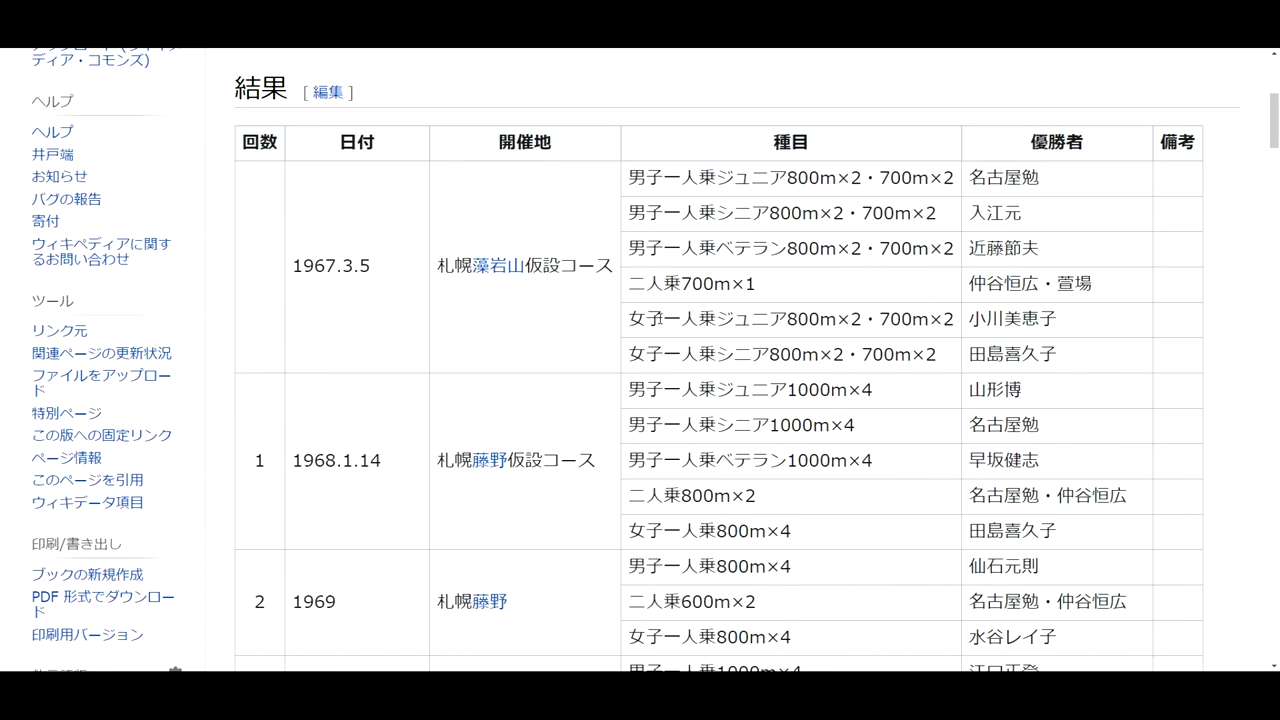 ディア・コモンズ)
ヘルプ
ヘルプ
井戸端
お知らせ
バグの報告
寄付
ウィキペディアに関す
るお問い合わせ
ツール
リンク元
関連ページの更新状況
ファイルをアップロー
ド
特別ページ
この版への固定リンク
ページ情報
このページを引用
ウィキデータ項目
印刷/書き出し
ブックの新規作成
PDF 形式でダウンロー
ド
印刷用バージョン
結果 [ 編集 ]
回数 日付 開催地 種目 優勝者 備考
男子一人乗ジュニア800m×2・700m×2 名古屋勉
男子一人乗シニア800m×2・700m×2 入江元
男子一人乗ベテラン800m×2・700m×2 近藤節夫
1967.3.5 札幌藻岩山仮設コース
二人乗700m×1 仲谷恒広・萱場
女子一人乗ジュニア800m×2・700m×2 小川美恵子
女子一人乗シニア800m×2・700m×2 田島喜久子
男子一人乗ジュニア1000m×4 山形博
男子一人乗シニア1000m×4 名古屋勉
1 1968.1.14 札幌藤野仮設コース 男子一人乗ベテラン1000m×4 早坂健志
二人乗800m×2 名古屋勉・仲谷恒広
女子一人乗800m×4 田島喜久子
男子一人乗800m×4 仙石元則
2 1969 札幌藤野 二人乗600m×2 名古屋勉・仲谷恒広
女子一人乗800m×4 水谷レイ子
男子一人乗1000m×4 江口正登